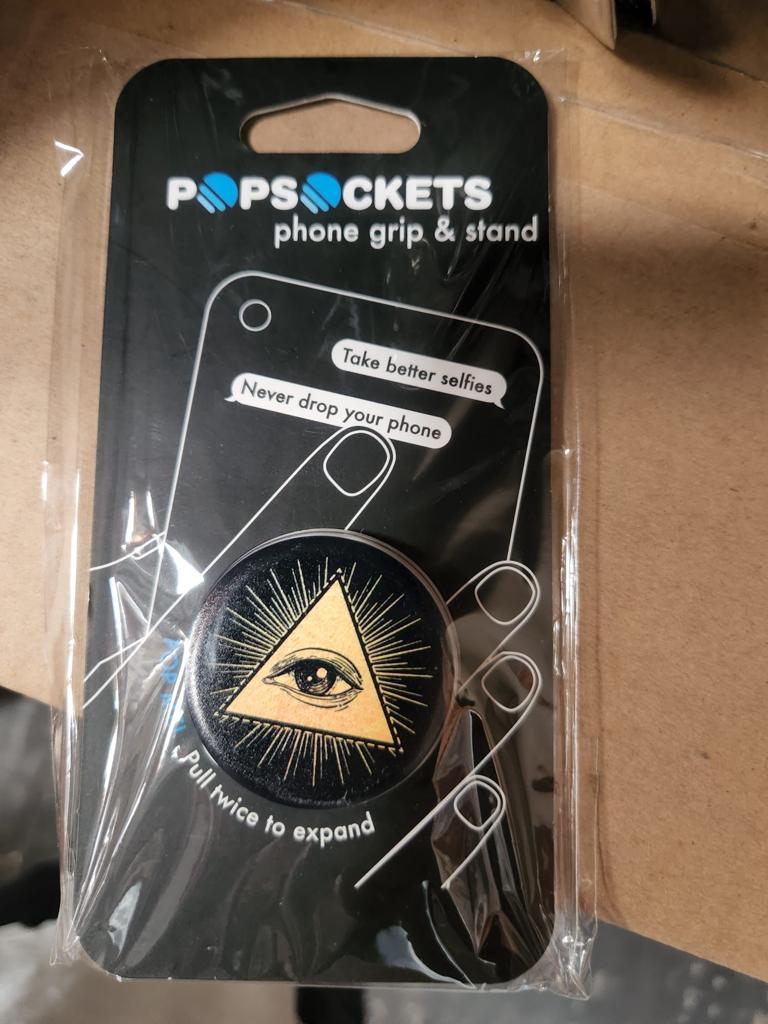 POPSOCKETS
phone grip & stand
Take better selfies
Never drop your phone
Pull twice to expand